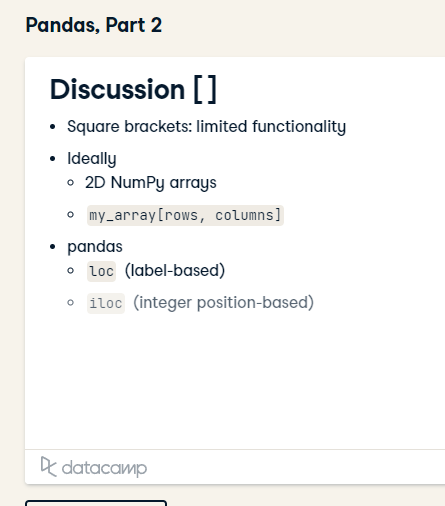 Pandas, Part 2
Discussion [ ]
• Square brackets: limited functionality
• Ideally
◦ 2D NumPy arrays
◦ my_array[rows, columns]
• pandas
◦ loc (label-based)
◦ iloc (integer position-based)
datacamp